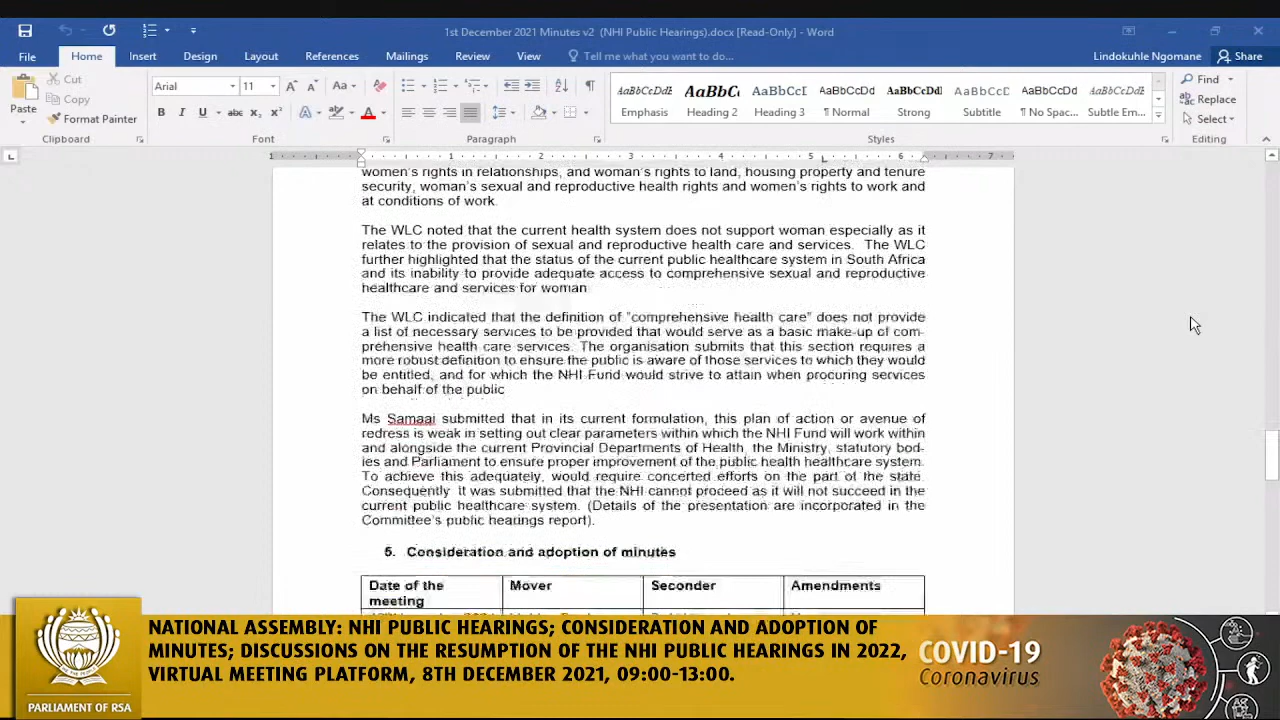 1st December 2021 Minutes v2 (NHI Public Hearings).docx [Read-Only] - Word
File Home Insert Design Layout References Mailings Review View Tell me what you want to do... Lindokuhle Ngomane Share
Paste
Cut
Copy
Format Painter
Clipboard
Arial 11
Font
Paragraph
AaBbCcDdE AaBbC AaBbCcD AaBbCcDd AaBbCcDd AaBbCcD AaBbCcDd AaBbCcDdE
Emphasis Heading 2 Heading 3 ¶ Normal Strong Subtitle ¶ No Spac... Subtle Em...
Styles
Find
Replace
Select
Editing
1 1 2 3 4 5 6 7
women's rights in relationships, and woman's rights to land, housing property and tenure
security, woman's sexual and reproductive health rights and women's rights to work and
at conditions of work.
The WLC noted that the current health system does not support woman especially as it
relates to the provision of sexual and reproductive health care and services. The WLC
further highlighted that the status of the current public healthcare system in South Africa
and its inability to provide adequate access to comprehensive sexual and reproductive
healthcare and services for woman
The WLC indicated that the definition of "comprehensive health care" does not provide
a list of necessary services to be provided that would serve as a basic make-up of com-
prehensive health care services. The organisation submits that this section requires a
more robust definition to ensure the public is aware of those services to which they would
be entitled, and for which the NHI Fund would strive to attain when procuring services
on behalf of the public
Ms Samaai submitted that in its current formulation, this plan of action or avenue of
redress is weak in setting out clear parameters within which the NHI Fund will work within
and alongside the current Provincial Departments of Health, the Ministry, statutory bod-
ies and Parliament to ensure proper improvement of the public health healthcare system.
To achieve this adequately, would require concerted efforts on the part of the state.
Consequently it was submitted that the NHI cannot proceed as it will not succeed in the
current public healthcare system. (Details of the presentation are incorporated in the
Committee's public hearings report).
5. Consideration and adoption of minutes
Date of the meeting Mover Seconder Amendments
NATIONAL ASSEMBLY: NHI PUBLIC HEARINGS; CONSIDERATION AND ADOPTION OF
MINUTES; DISCUSSIONS ON THE RESUMPTION OF THE NHI PUBLIC HEARINGS IN 2022,
VIRTUAL MEETING PLATFORM, 8TH DECEMBER 2021, 09:00-13:00.
PARLIAMENT OF RSA
COVID-19
Coronavirus